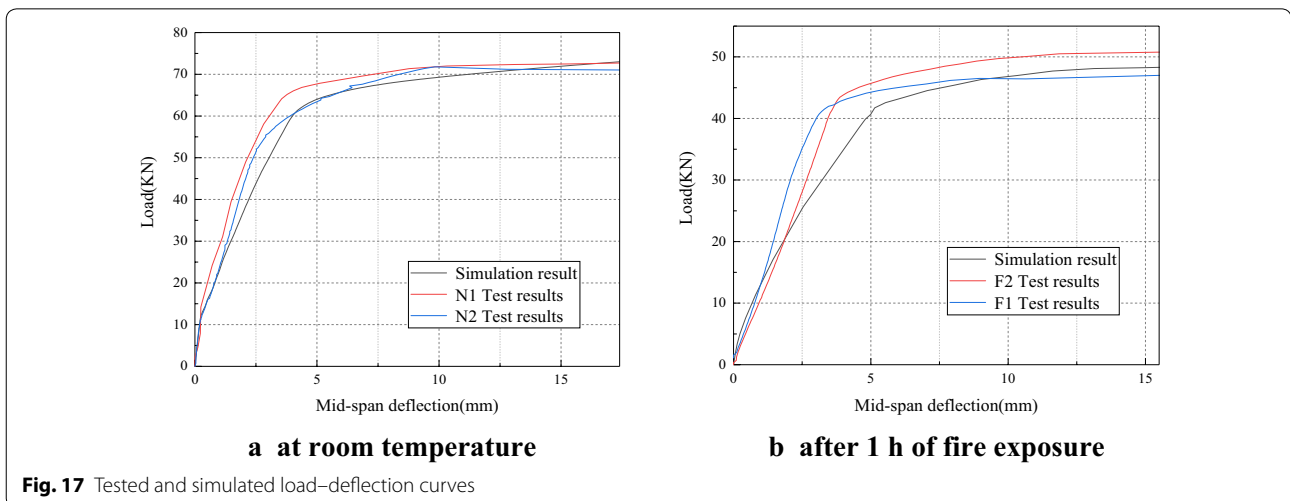 80
70
60
50
40
30
20
10
0
Load(KN)
Simulation result
N1 Test results
N2 Test results
0 5 10 15
Mid-span deflection(mm)
a at room temperature
50
40
30
20
10
0
Load(KN)
Simulation result
F2 Test results
F1 Test results
0 5 10 15
Mid-span deflection(mm)
b after 1 h of fire exposure
Fig. 17 Tested and simulated load–deflection curves